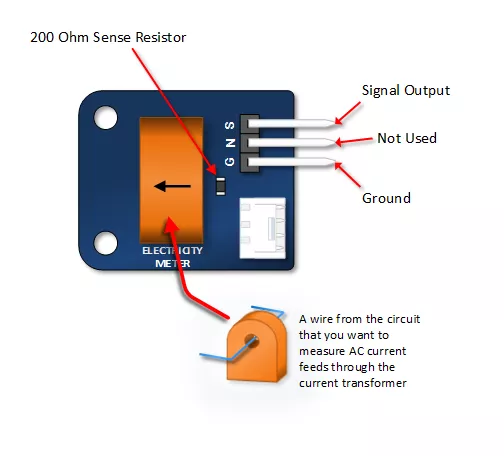 200 Ohm Sense Resistor
Signal Output
S
N
Not Used
G
Ground
ELECTRICITY
METER
A wire from the circuit
that you want to
measure AC current
feeds through the
current transformer